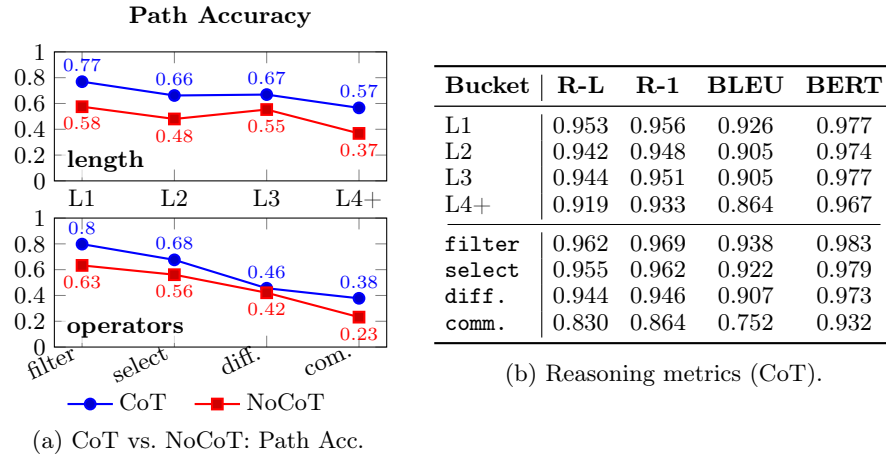 Path Accuracy
1
0.8
0.6
0.4
0.2
0
0.77
0.66
0.67
0.57
0.58
0.48
0.55
0.37
length
L1
L2
L3
L4+
1
0.8
0.6
0.4
0.2
0
0.8
0.68
0.46
0.38
0.63
0.56
0.42
0.23
operators
filter
select
diff.
com.
CoT
NoCoT
(a) CoT vs. NoCoT: Path Acc.
Bucket R-L R-1 BLEU BERT
L1 0.953 0.956 0.926 0.977
L2 0.942 0.948 0.905 0.974
L3 0.944 0.951 0.905 0.977
L4+ 0.919 0.933 0.864 0.967
filter 0.962 0.969 0.938 0.983
select 0.955 0.962 0.922 0.979
diff. 0.944 0.946 0.907 0.973
comm. 0.830 0.864 0.752 0.932
(b) Reasoning metrics (CoT).